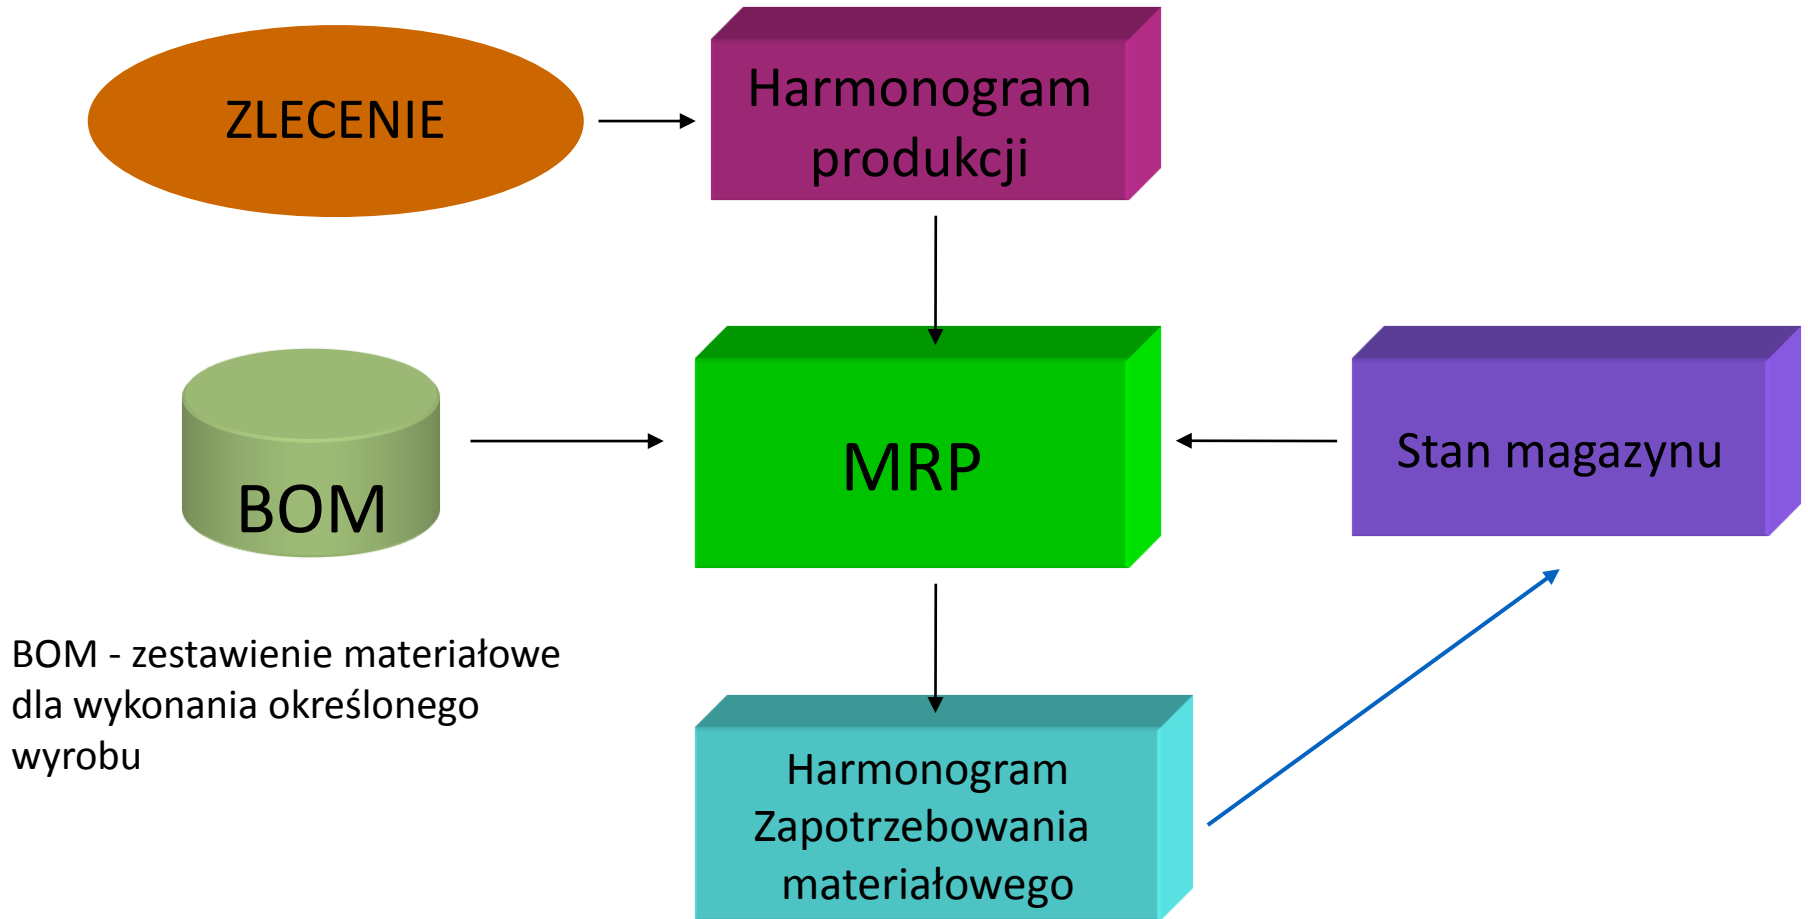 ZLECENIE
Harmonogram
produkcji
BOM
MRP
Stan magazynu
BOM - zestawienie materiałowe
dla wykonania określonego
wyrobu
Harmonogram
Zapotrzebowania
materiałowego